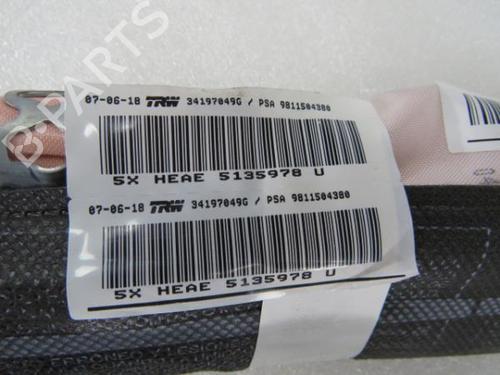 07-06-18 TRW 34197049G / PSA 9811504380
5X HEAE 5135978 U
07-06-18 TRW 34197049G / PSA 9811504380
5X HEAE 5135978 U
B-PARTS